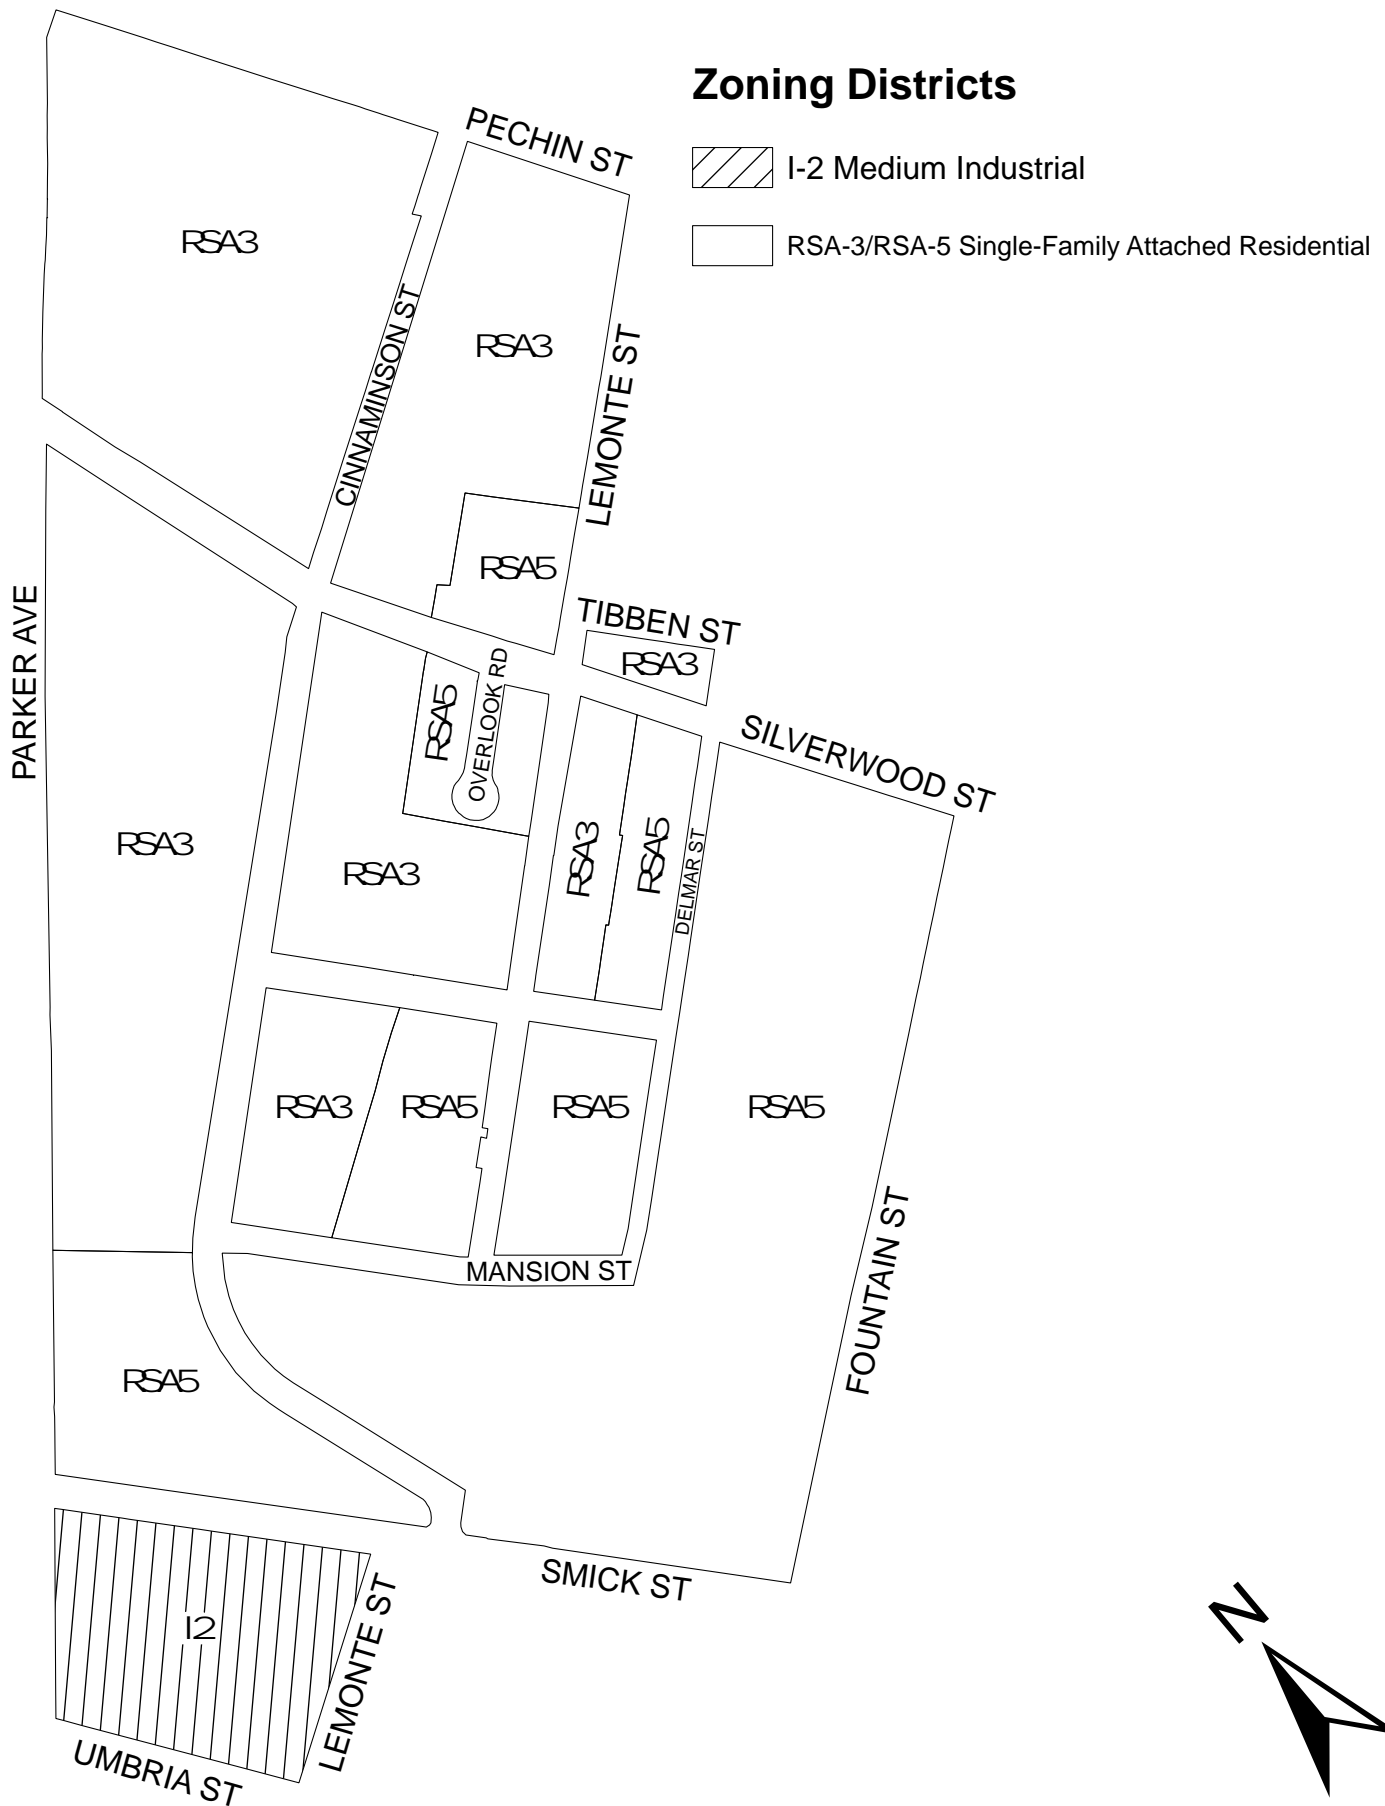 Zoning Districts
PECHIN ST
I-2 Medium Industrial
RSA3
RSA-3/RSA-5 Single-Family Attached Residential
CINNAMINSON ST
RSA3
LEMONTE ST
RSA5
PARKER AVE
TIBBEN ST
RSA3
RSA5
OVERLOOK RD
SILVERWOOD ST
RSA3
RSA3
RSA3
RSA5
DELMAR ST
RSA3
RSA5
RSA5
RSA5
MANSION ST
FOUNTAIN ST
RSA5
SMICK ST
I2
LEMONTE ST
N
UMBRIA ST